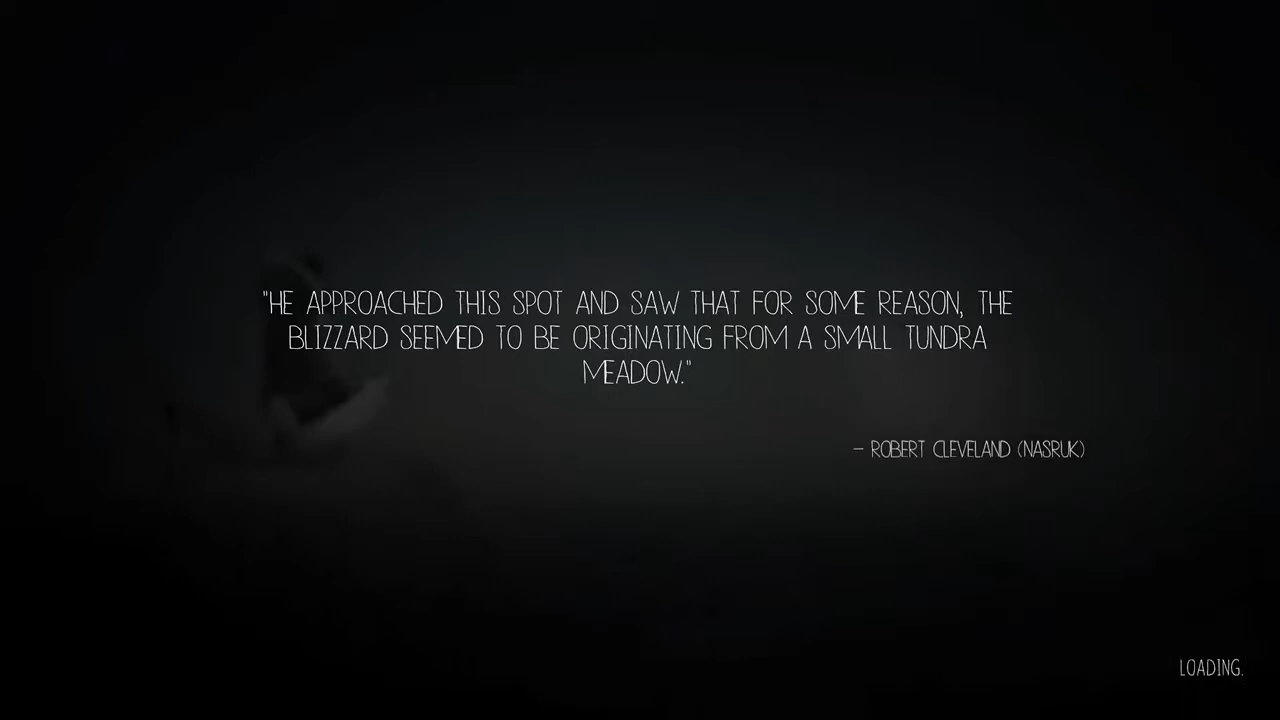 "HE APPROACHED THIS SPOT AND SAW THAT FOR SOME REASON, THE
BLIZZARD SEEMED TO BE ORIGINATING FROM A SMALL TUNDRA
MEADOW."
– ROBERT CLEVELAND (NASRUK)
LOADING.